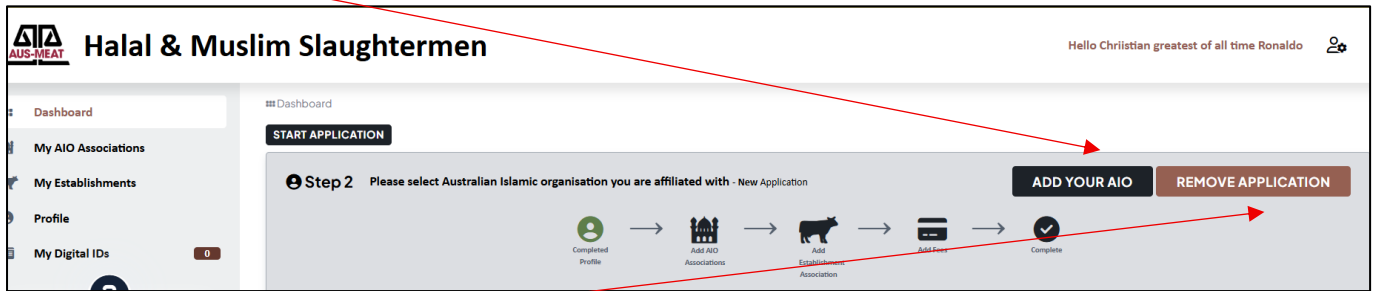 AUS-MEAT
Halal & Muslim Slaughtermen
Hello Chriistian greatest of all time Ronaldo
Dashboard
My AIO Associations
My Establishments
Profile
My Digital IDs 0
Dashboard
START APPLICATION
Step 2 Please select Australian Islamic organisation you are affiliated with - New Application
ADD YOUR AIO
REMOVE APPLICATION
Completed
Profile
Add AIO
Associations
Add
Establishment
Association
Add Fees
Complete